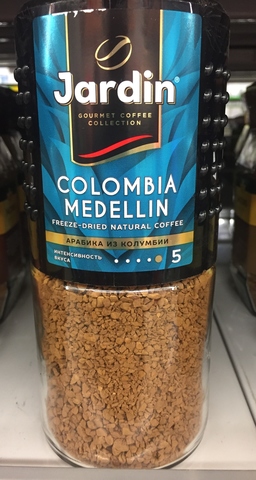 Jardin
GOURMET COFFEE
COLLECTION
COLOMBIA
MEDELLIN
FREEZE-DRIED NATURAL COFFEE
АРАБИКА ИЗ КОЛУМБИИ
ИНТЕНСИВНОСТЬ
ВКУСА
5